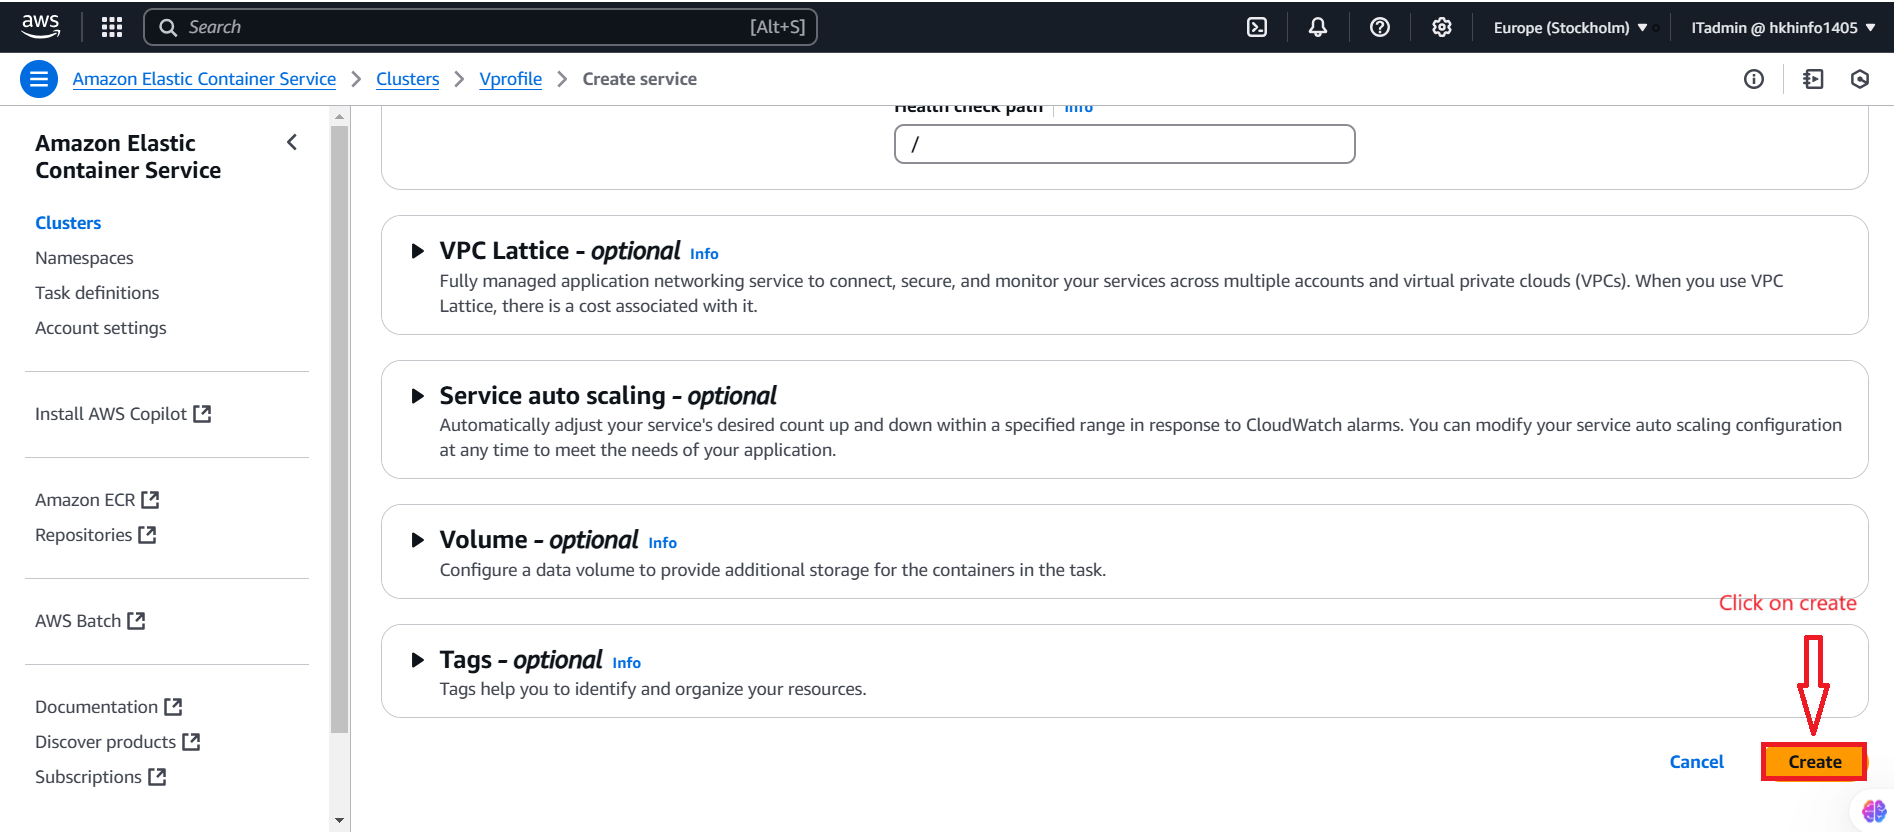 aws
Search [Alt+S]
Europe (Stockholm)
ITadmin @ hkhinfo1405
Amazon Elastic Container Service
Clusters
Vprofile
Create service
Amazon Elastic
Container Service
Clusters
Namespaces
Task definitions
Account settings
Install AWS Copilot
Amazon ECR
Repositories
AWS Batch
Documentation
Discover products
Subscriptions
Health check path Info
/
VPC Lattice - optional Info
Fully managed application networking service to connect, secure, and monitor your services across multiple accounts and virtual private clouds (VPCs). When you use VPC
Lattice, there is a cost associated with it.
Service auto scaling - optional
Automatically adjust your service's desired count up and down within a specified range in response to CloudWatch alarms. You can modify your service auto scaling configuration
at any time to meet the needs of your application.
Volume - optional Info
Configure a data volume to provide additional storage for the containers in the task.
Click on create
Tags - optional Info
Tags help you to identify and organize your resources.
Cancel
Create